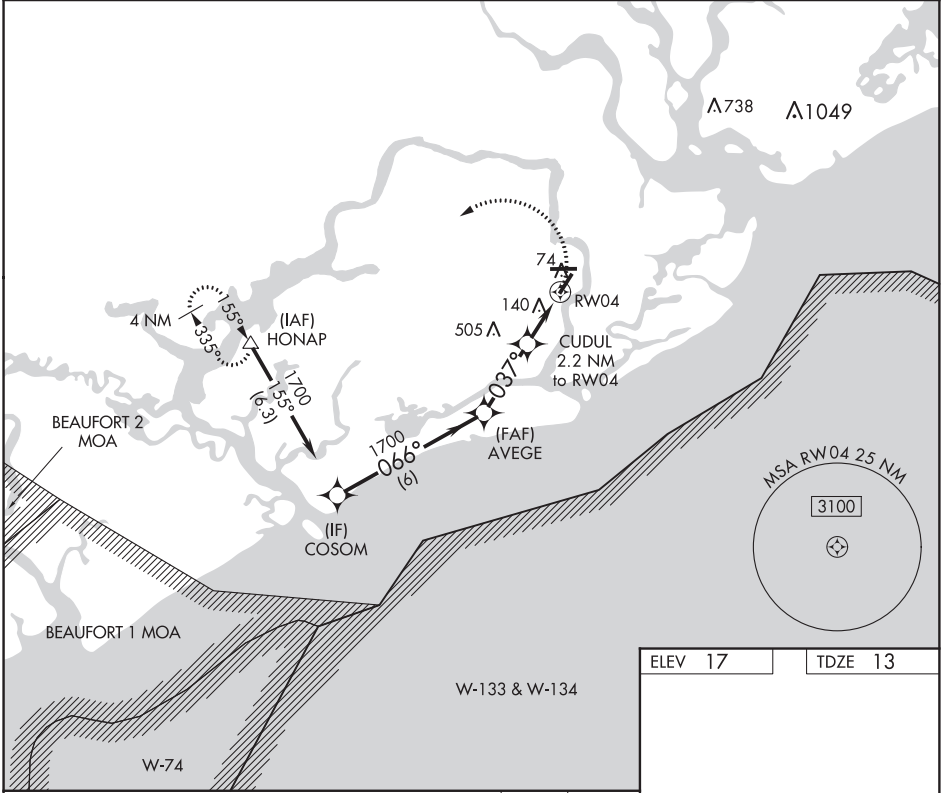 738
1049
74
RW04
140
505
CUDUL
2.2 NM
to RW04
4 NM
155°
335°
(IAF)
HONAP
1700
155°
(6.3)
037°
BEAUFORT 2
MOA
1700
066°
(6)
(FAF)
AVEGE
(IF)
COSOM
MSA RW04 25 NM
3100
BEAUFORT 1 MOA
ELEV 17
TDZE 13
W-133 & W-134
W-74